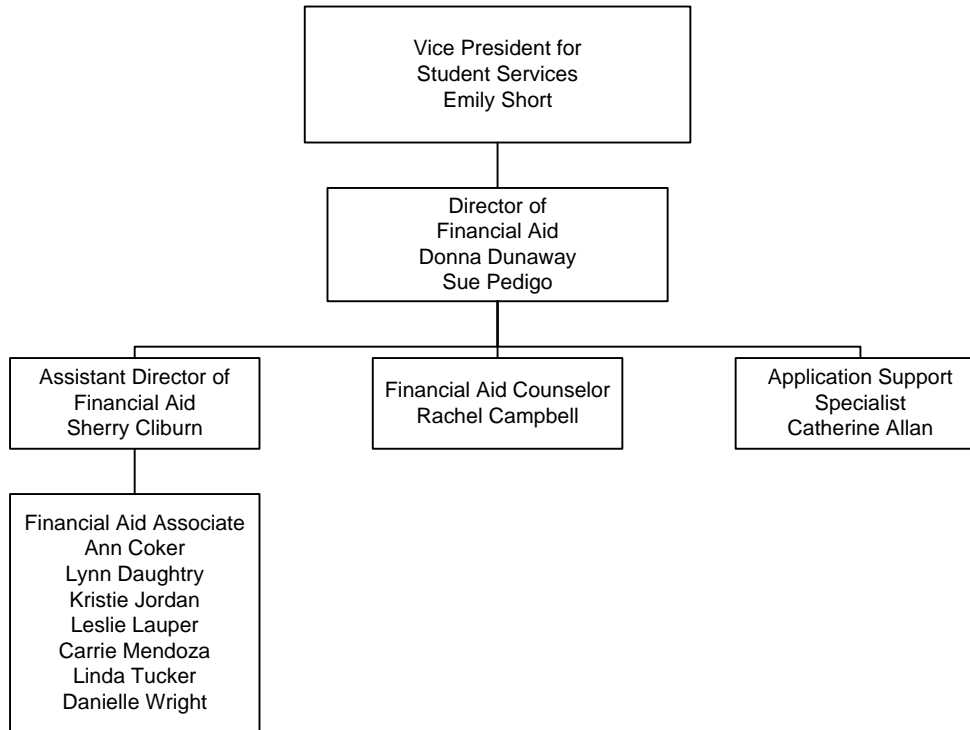 Vice President for
Student Services
Emily Short
Director of
Financial Aid
Donna Dunaway
Sue Pedigo
Assistant Director of
Financial Aid
Sherry Cliburn
Financial Aid Counselor
Rachel Campbell
Application Support
Specialist
Catherine Allan
Financial Aid Associate
Ann Coker
Lynn Daughtry
Kristie Jordan
Leslie Lauper
Carrie Mendoza
Linda Tucker
Danielle Wright